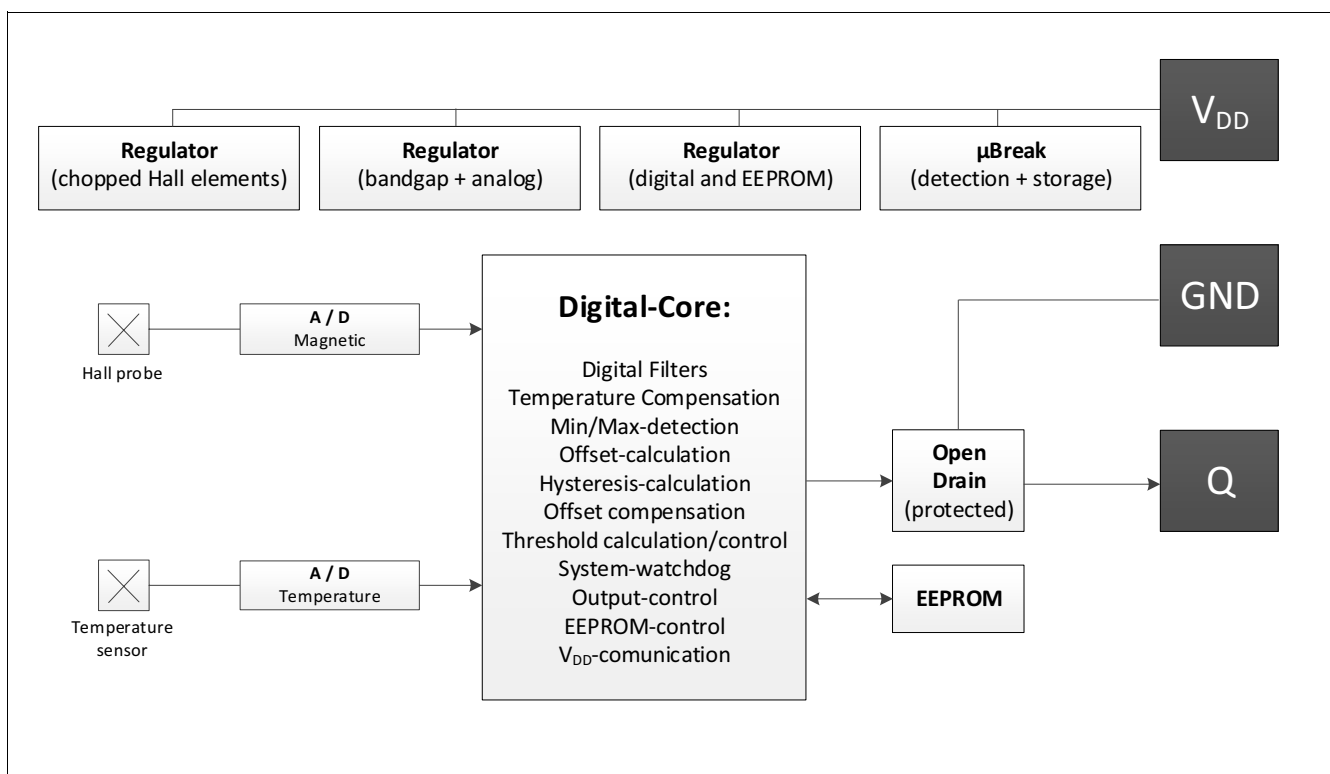 V_DD
Regulator
(chopped Hall elements)
Regulator
(bandgap + analog)
Regulator
(digital and EEPROM)
µBreak
(detection + storage)
GND
Digital-Core:
Digital Filters
Temperature Compensation
Min/Max-detection
Offset-calculation
Hysteresis-calculation
Offset compensation
Threshold calculation/control
System-watchdog
Output-control
EEPROM-control
V_DD-comunication
A / D
Magnetic
Hall probe
A / D
Temperature
Temperature
sensor
Open
Drain
(protected)
Q
EEPROM